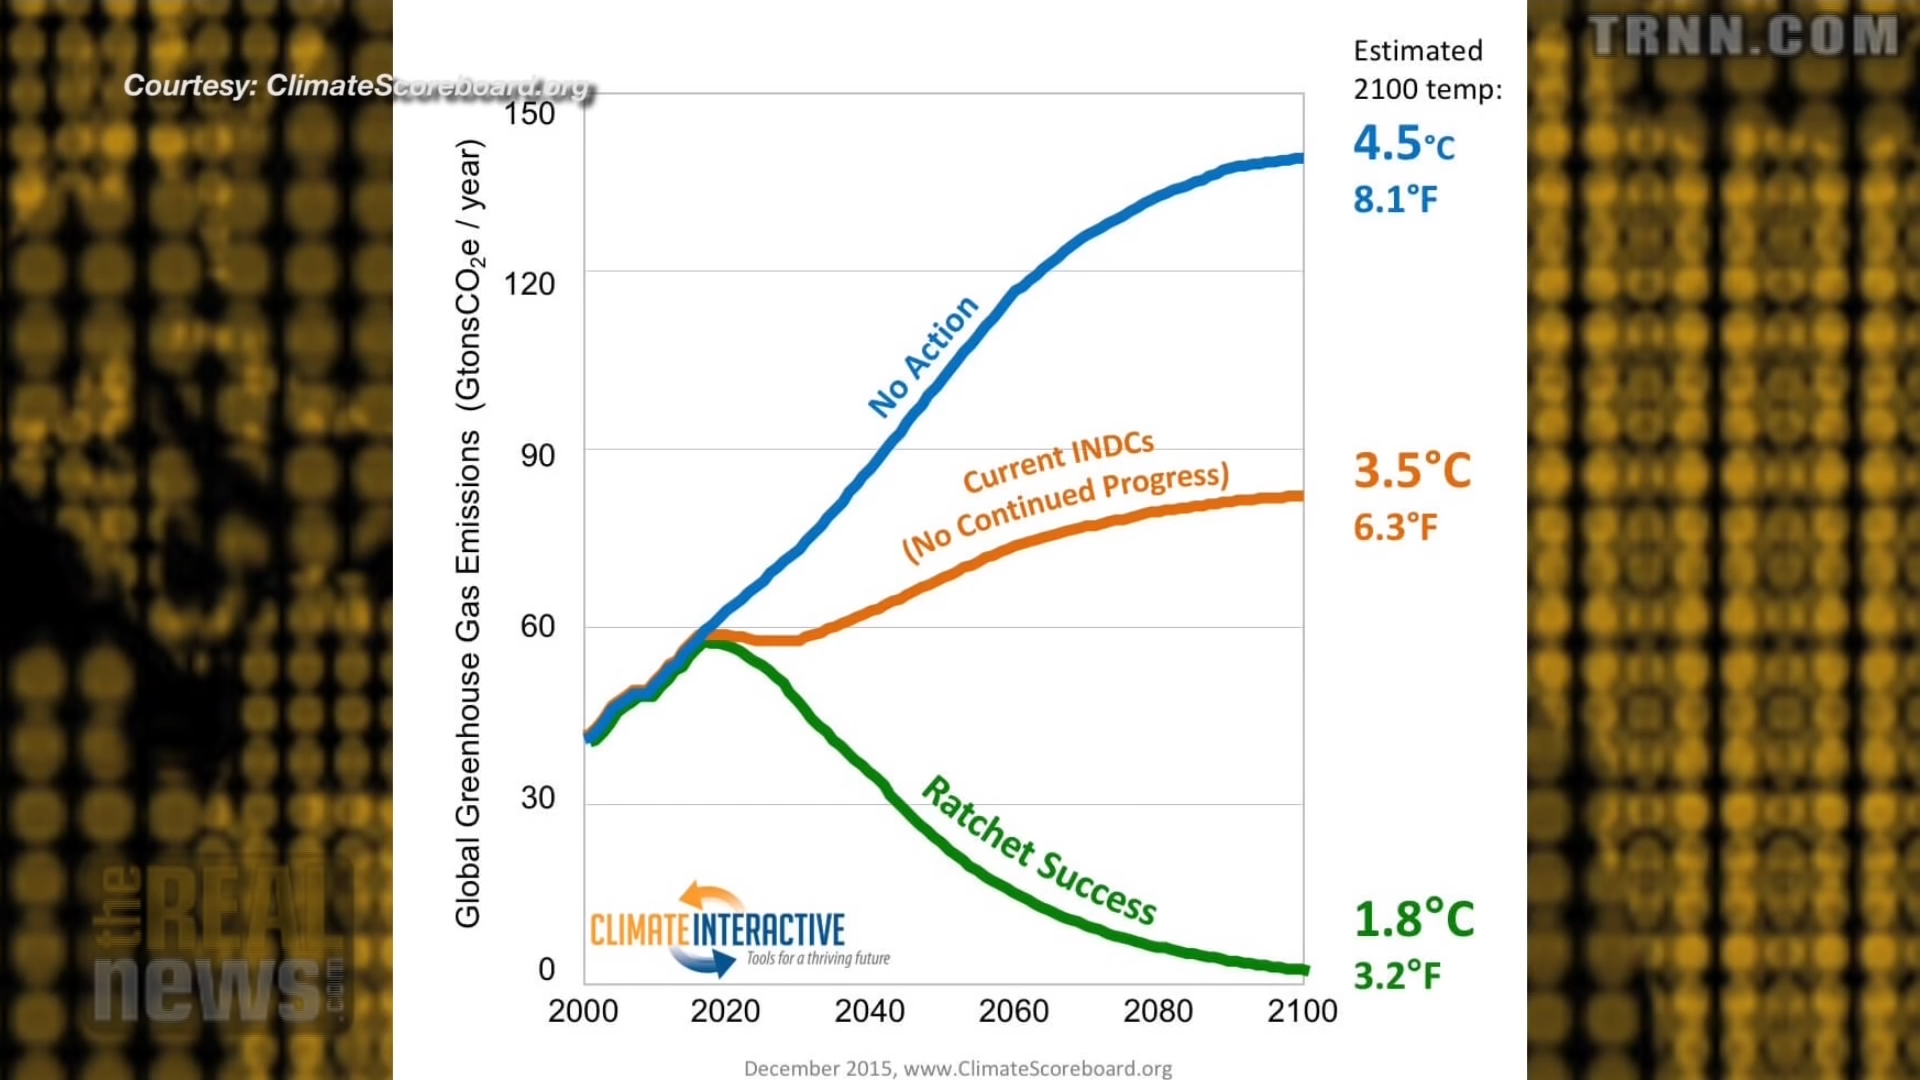 TRNN.COM
Courtesy: ClimateScoreboard.org
Estimated
2100 temp:
4.5°C
8.1°F
3.5°C
6.3°F
1.8°C
3.2°F
Global Greenhouse Gas Emissions (GtonsCO2e / year)
150
120
90
60
30
0
No Action
Current INDCs
(No Continued Progress)
Ratchet Success
CLIMATEINTERACTIVE
Tools for a thriving future
2000 2020 2040 2060 2080 2100
December 2015, www.ClimateScoreboard.org
the
REAL
news
.com